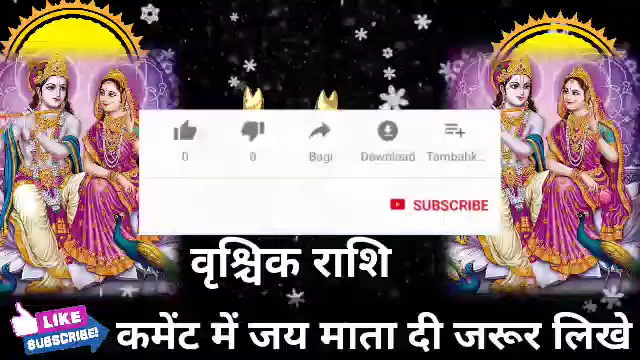 0 0 Bagi Download Tambahk...
SUBSCRIBE
वृश्चिक राशि
LIKE
SUBSCRIBE!
कमेंट में जय माता दी जरूर लिखे